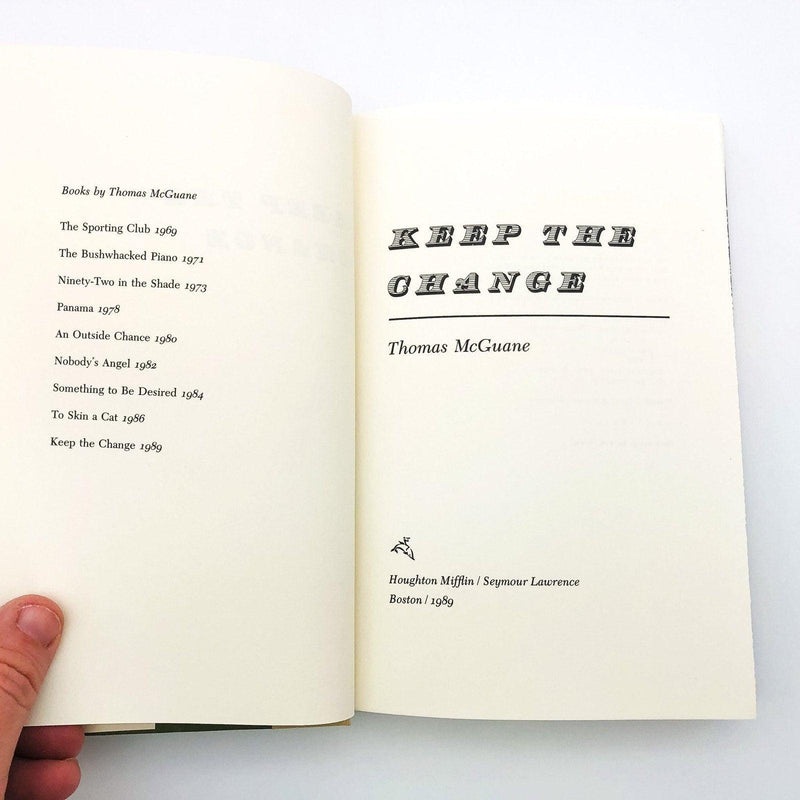 Books by Thomas McGuane
The Sporting Club 1969
The Bushwhacked Piano 1971
Ninety-Two in the Shade 1973
Panama 1978
An Outside Chance 1980
Nobody's Angel 1982
Something to Be Desired 1984
To Skin a Cat 1986
Keep the Change 1989
KEEP THE
CHANGE
Thomas McGuane
Houghton Mifflin / Seymour Lawrence
Boston / 1989